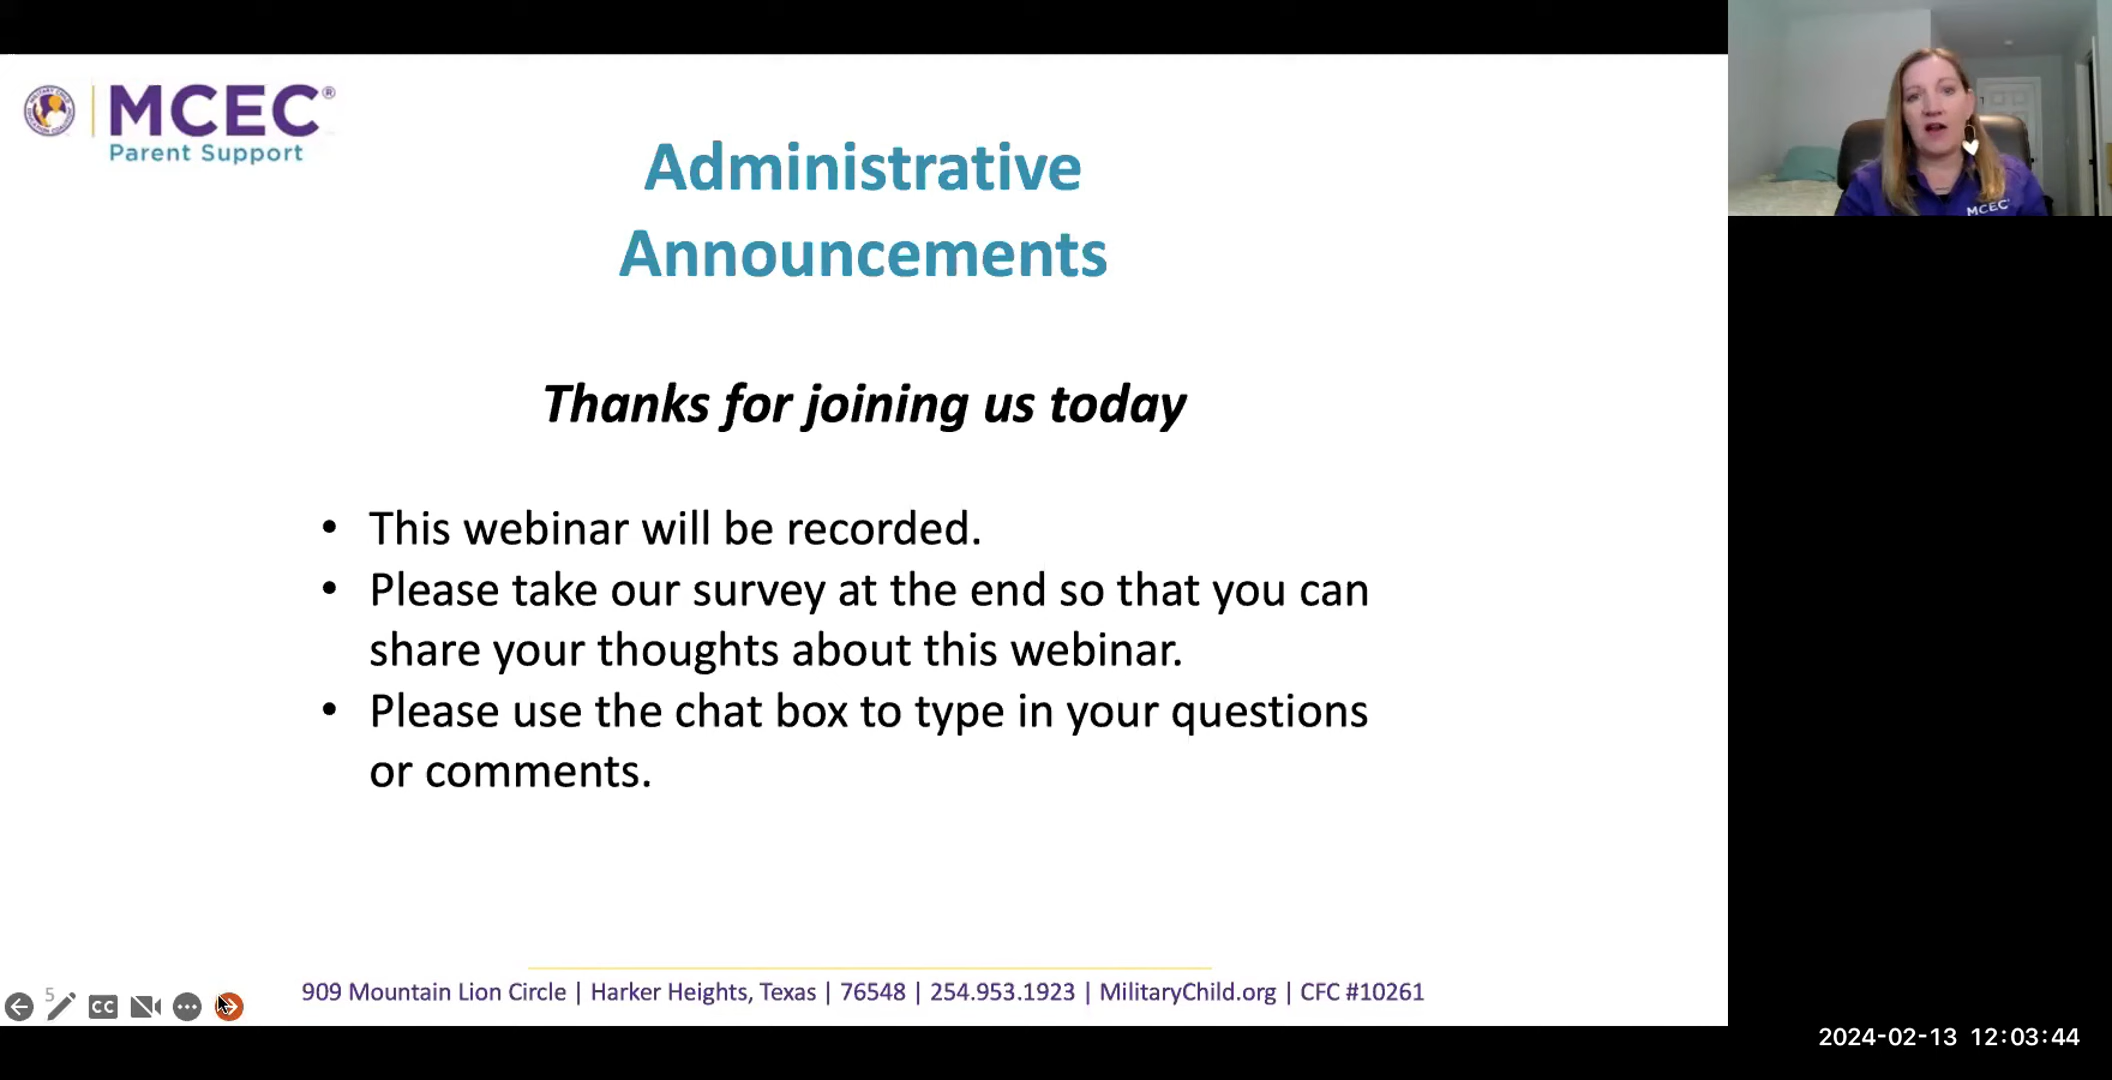 MCEC®
Parent Support
Administrative
Announcements
Thanks for joining us today
• This webinar will be recorded.
• Please take our survey at the end so that you can
share your thoughts about this webinar.
• Please use the chat box to type in your questions
or comments.
909 Mountain Lion Circle | Harker Heights, Texas | 76548 | 254.953.1923 | MilitaryChild.org | CFC #10261
5
CC
MCEC
2024-02-13 12:03:44